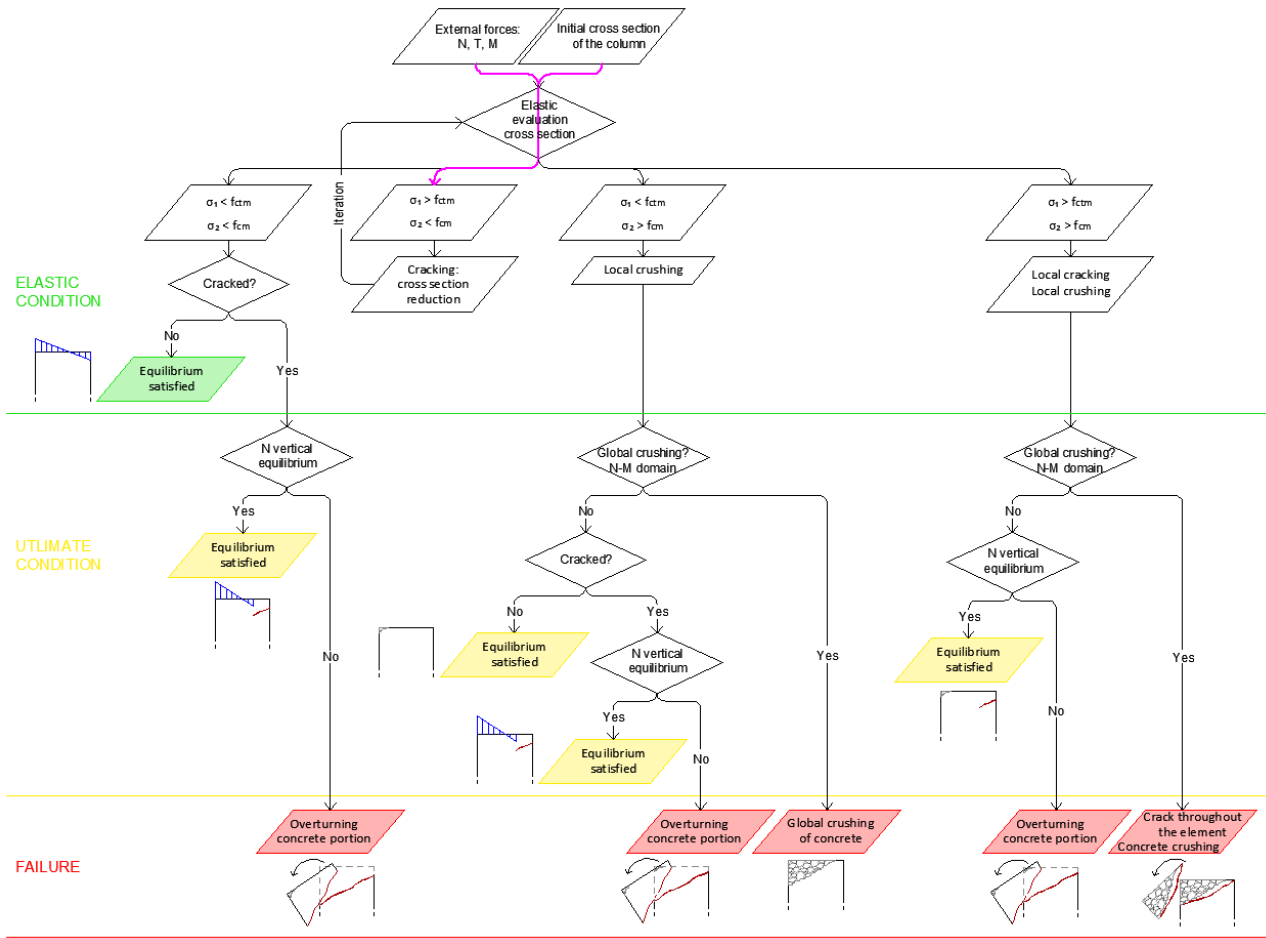 External forces:
N, T, M
Initial cross section
of the column
Elastic
evaluation
cross section
Iteration
σ₁ < fctm
σ₂ < fcm
σ₁ > fctm
σ₂ < fcm
σ₁ < fctm
σ₂ > fcm
σ₁ > fctm
σ₂ > fcm
ELASTIC
CONDITION
Cracked?
Cracking:
cross section
reduction
Local crushing
Local cracking
Local crushing
No
Yes
Equilibrium
satisfied
UTLIMATE
CONDITION
N vertical
equilibrium
Global crushing?
N-M domain
Global crushing?
N-M domain
Yes
No
No
Equilibrium
satisfied
Cracked?
N vertical
equilibrium
No
Yes
Yes
No
Yes
Yes
Equilibrium
satisfied
N vertical
equilibrium
Equilibrium
satisfied
No
Yes
No
Equilibrium
satisfied
FAILURE
Overturning
concrete portion
Overturning
concrete portion
Global crushing
of concrete
Overturning
concrete portion
Crack throughout
the element
Concrete crushing